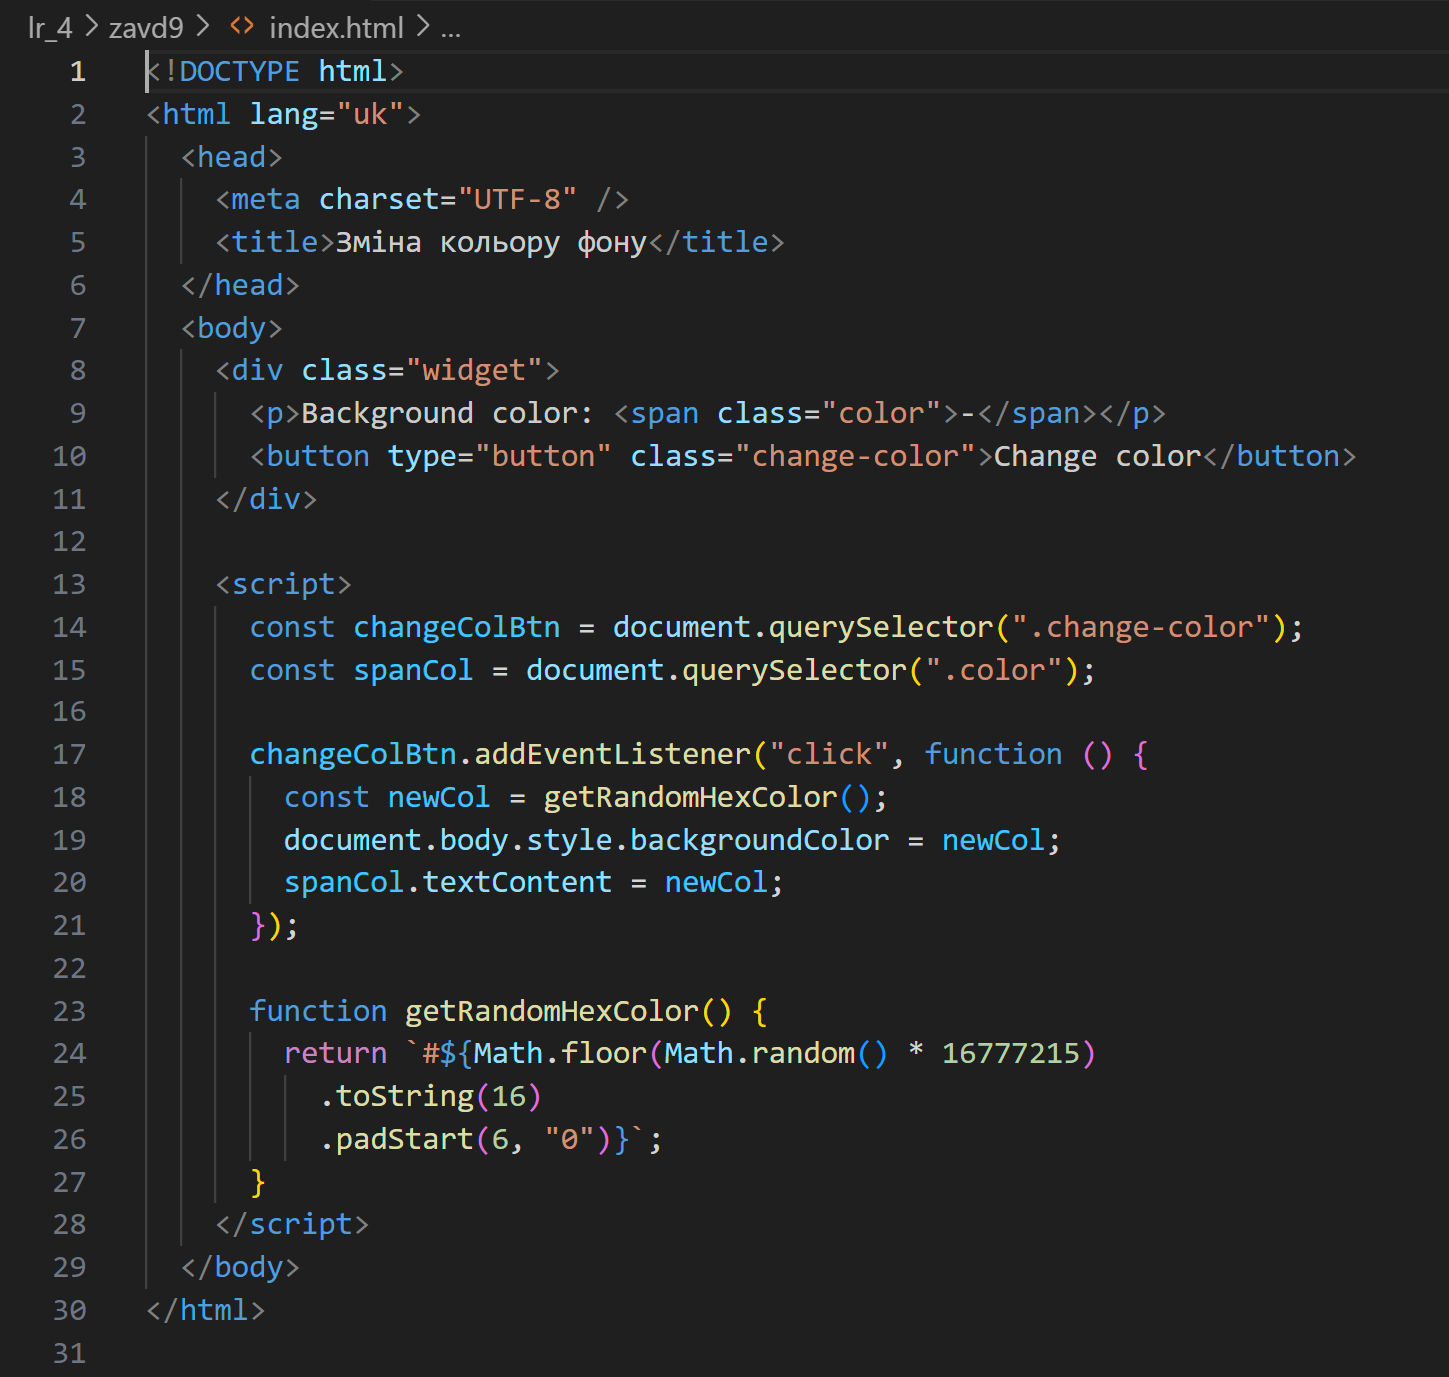 lr_4 > zavd9 > <> index.html > ...
1 <!DOCTYPE html>
2 <html lang="uk">
3 <head>
4 <meta charset="UTF-8" />
5 <title>Зміна кольору фону</title>
6 </head>
7 <body>
8 <div class="widget">
9 <p>Background color: <span class="color">-</span></p>
10 <button type="button" class="change-color">Change color</button>
11 </div>
12
13 <script>
14 const changeColBtn = document.querySelector(".change-color");
15 const spanCol = document.querySelector(".color");
16
17 changeColBtn.addEventListener("click", function () {
18 const newCol = getRandomHexColor();
19 document.body.style.backgroundColor = newCol;
20 spanCol.textContent = newCol;
21 });
22
23 function getRandomHexColor() {
24 return `#${Math.floor(Math.random() * 16777215)
25 .toString(16)
26 .padStart(6, "0")}`;
27 }
28 </script>
29 </body>
30 </html>
31